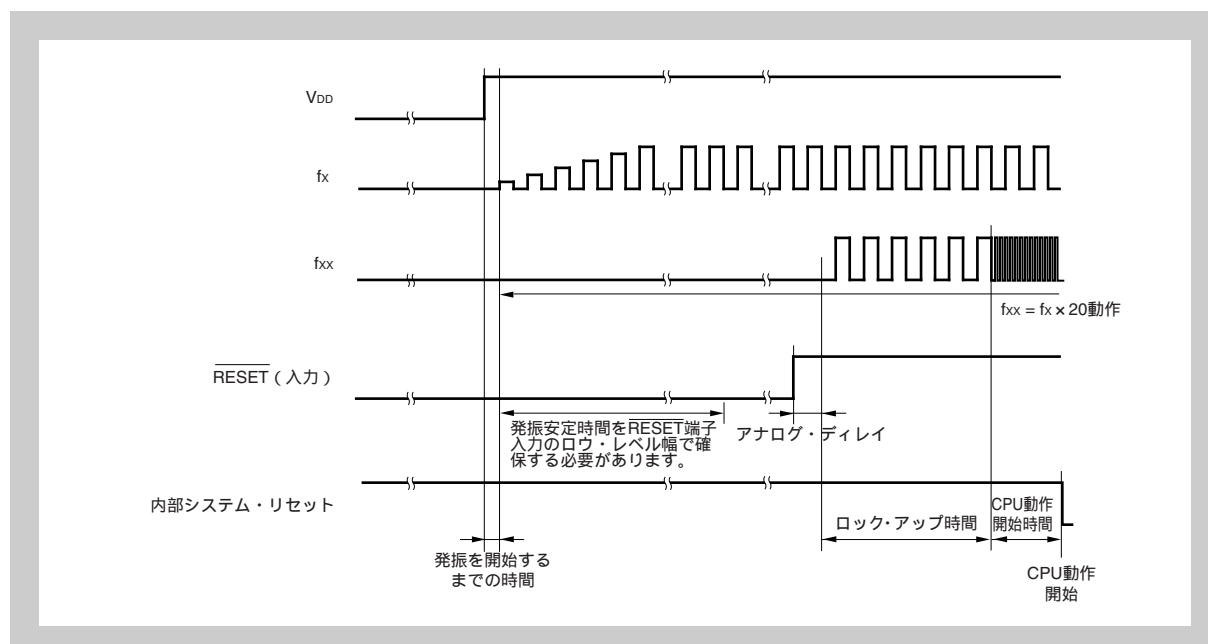 VDD
fX
fXX
fXX = fX × 20動作
RESET（入力）
発振安定時間をRESET端子
入力のロウ・レベル幅で確
保する必要があります。
アナログ・ディレイ
内部システム・リセット
ロック・アップ時間
CPU動作
開始時間
発振を開始する
までの時間
CPU動作
開始